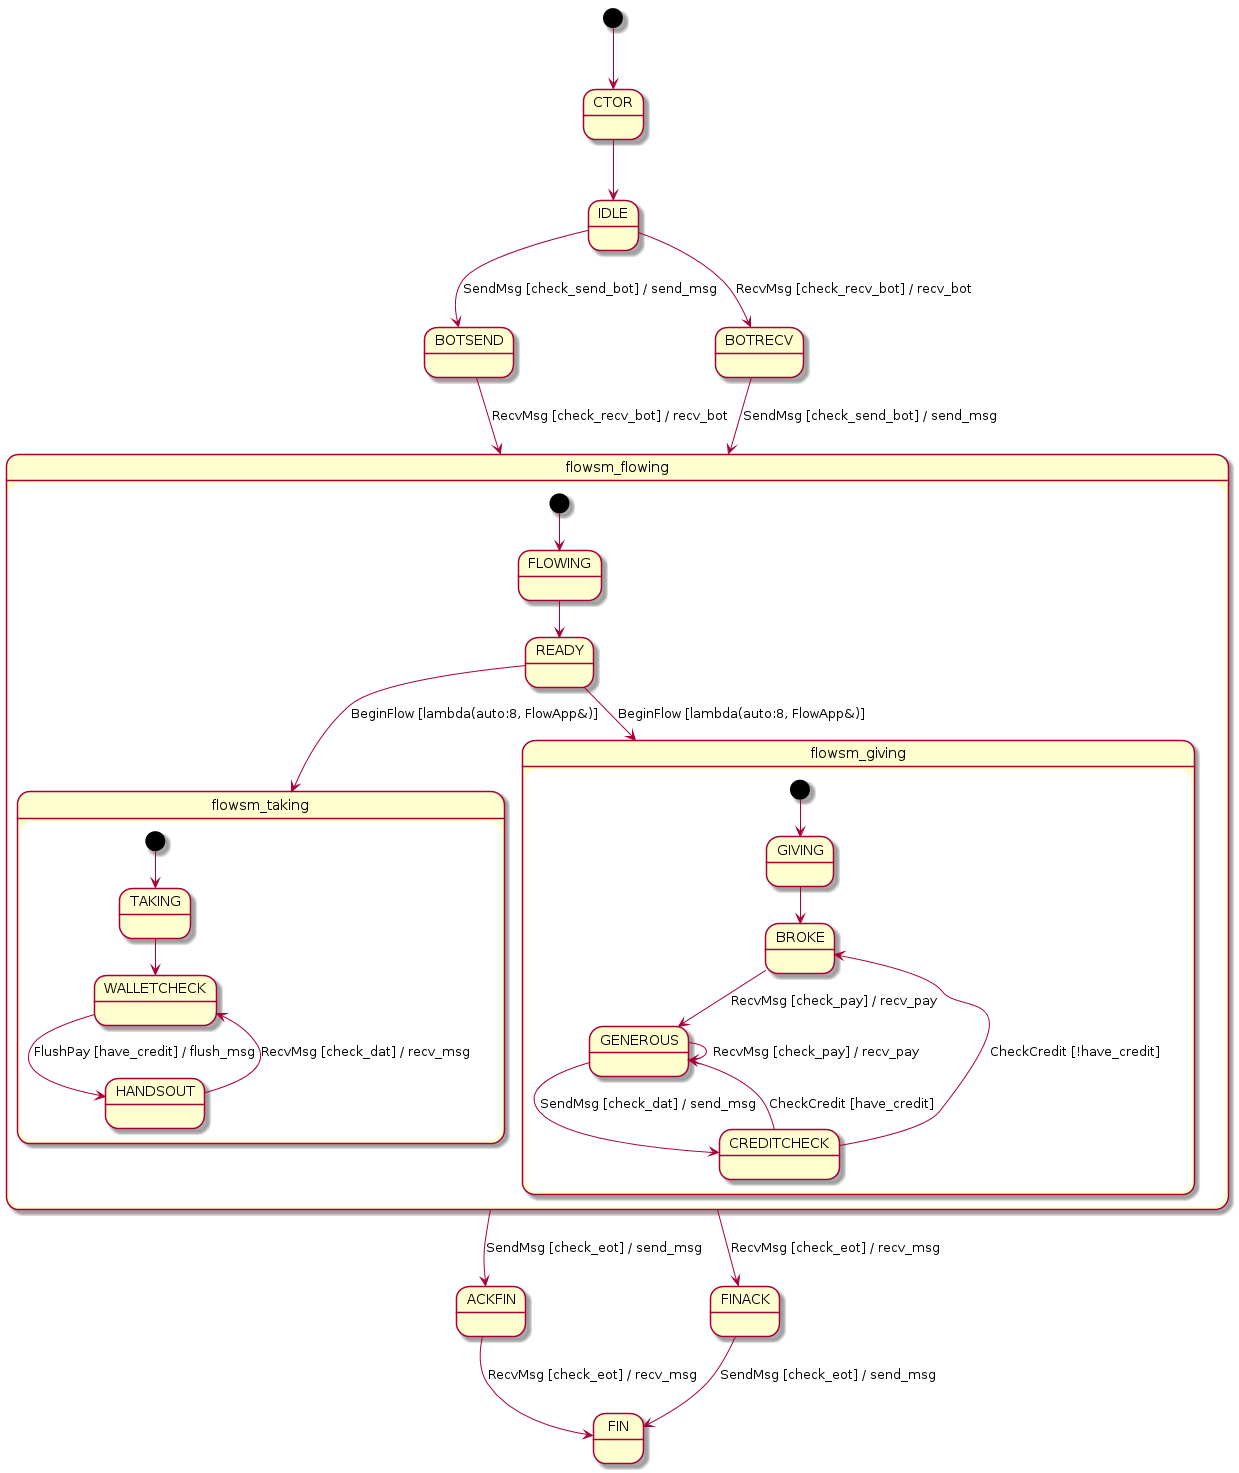 CTOR
IDLE
SendMsg [check_send_bot] / send_msg
RecvMsg [check_recv_bot] / recv_bot
BOTSEND
BOTRECV
RecvMsg [check_recv_bot] / recv_bot
SendMsg [check_send_bot] / send_msg
flowsm_flowing
FLOWING
READY
BeginFlow [lambda(auto:8, FlowApp&)]
BeginFlow [lambda(auto:8, FlowApp&)]
flowsm_giving
flowsm_taking
GIVING
TAKING
BROKE
WALLETCHECK
RecvMsg [check_pay] / recv_pay
GENEROUS
FlushPay [have_credit] / flush_msg
RecvMsg [check_dat] / recv_msg
RecvMsg [check_pay] / recv_pay
CheckCredit [!have_credit]
HANDSOUT
SendMsg [check_dat] / send_msg
CheckCredit [have_credit]
CREDITCHECK
SendMsg [check_eot] / send_msg
RecvMsg [check_eot] / recv_msg
ACKFIN
FINACK
RecvMsg [check_eot] / recv_msg
SendMsg [check_eot] / send_msg
FIN